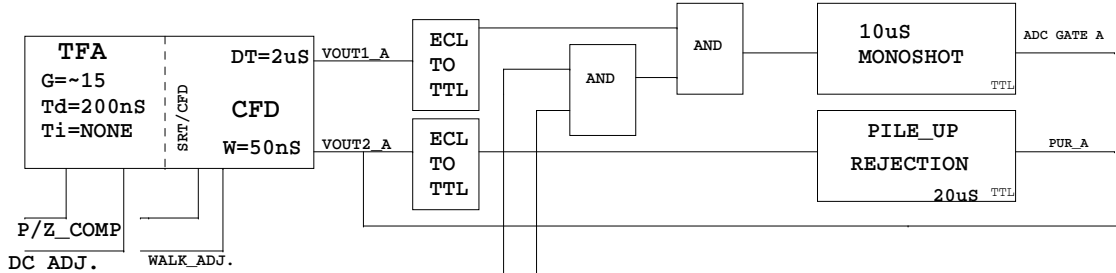 TFA
G=~15
Td=200nS
Ti=NONE
SRT/CFD
DT=2uS
CFD
W=50nS
VOUT1_A
VOUT2_A
ECL
TO
TTL
ECL
TO
TTL
AND
AND
10uS
MONOSHOT
TTL
ADC GATE A
PILE_UP
REJECTION
20uS TTL
PUR_A
P/Z_COMP
DC ADJ.
WALK_ADJ.